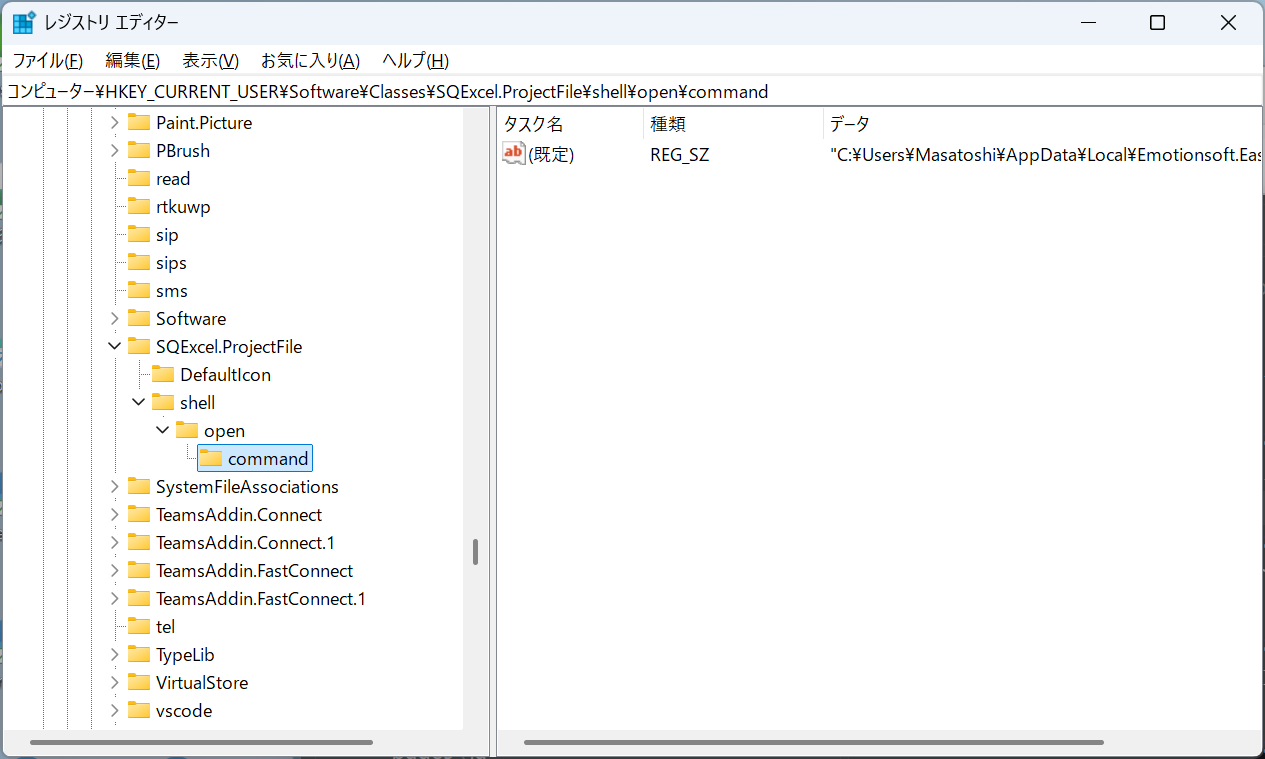 レジストリ エディター
ファイル(F) 編集(E) 表示(V) お気に入り(A) ヘルプ(H)
コンピューター¥HKEY_CURRENT_USER¥Software¥Classes¥SQExcel.ProjectFile¥shell¥open¥command
Paint.Picture
PBrush
read
rtkuwp
sip
sips
sms
Software
SQExcel.ProjectFile
DefaultIcon
shell
open
command
SystemFileAssociations
TeamsAddin.Connect
TeamsAddin.Connect.1
TeamsAddin.FastConnect
TeamsAddin.FastConnect.1
tel
TypeLib
VirtualStore
vscode
タスク名 種類 データ
ab (既定) REG_SZ "C:¥Users¥Masatoshi¥AppData¥Local¥Emotionsoft.Eas